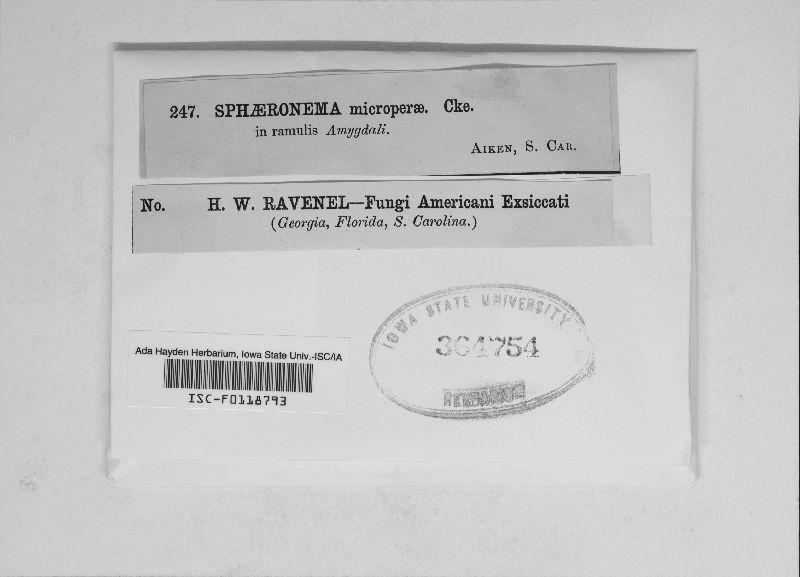 247. SPHÆRONEMA microperæ. Cke.
in ramulis Amygdali.
AIKEN, S. CAR.
No. H. W. RAVENEL—Fungi Americani Exsiccati
(Georgia, Florida, S. Carolina.)
IOWA STATE UNIVERSITY
364754
HERBARIUM
Ada Hayden Herbarium, Iowa State Univ.-ISC/IA
ISC-F0118793